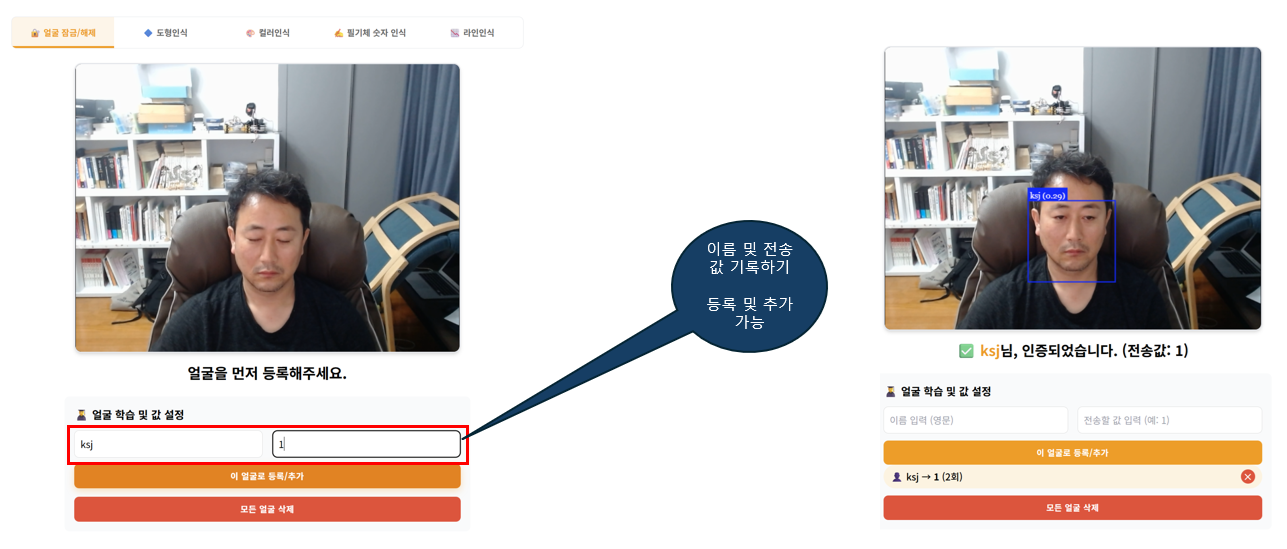 얼굴 잠금/해제
도형인식
컬러인식
필기체 숫자 인식
라인인식
얼굴을 먼저 등록해주세요.
얼굴 학습 및 값 설정
ksj
1
이 얼굴로 등록/추가
모든 얼굴 삭제
이름 및 전송
값 기록하기
등록 및 추가
가능
ksj (0.29)
ksj님, 인증되었습니다. (전송값: 1)
얼굴 학습 및 값 설정
이름 입력 (영문)
전송할 값 입력 (예: 1)
이 얼굴로 등록/추가
ksj → 1 (2회)
모든 얼굴 삭제